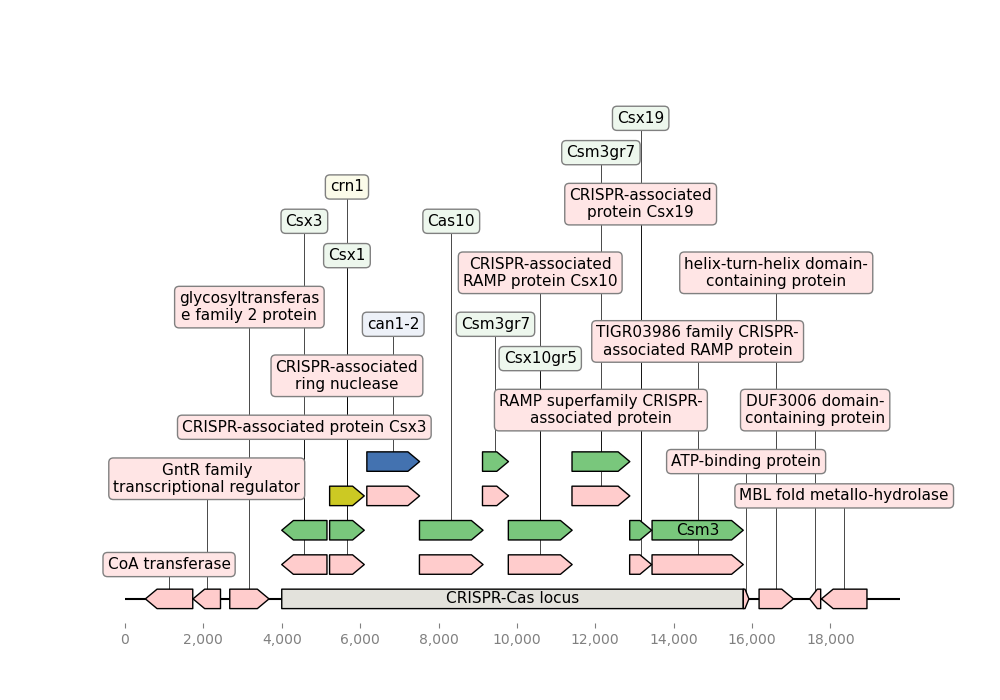 Csx19
Csm3gr7
crn1
CRISPR-associated
protein Csx19
Csx3
Cas10
Csx1
CRISPR-associated
RAMP protein Csx10
helix-turn-helix domain-
containing protein
glycosyltransferas
e family 2 protein
can1-2
Csm3gr7
TIGR03986 family CRISPR-
associated RAMP protein
Csx10gr5
CRISPR-associated
ring nuclease
RAMP superfamily CRISPR-
associated protein
DUF3006 domain-
containing protein
CRISPR-associated protein Csx3
ATP-binding protein
GntR family
transcriptional regulator
MBL fold metallo-hydrolase
Csm3
CoA transferase
CRISPR-Cas locus
0 2,000 4,000 6,000 8,000 10,000 12,000 14,000 16,000 18,000